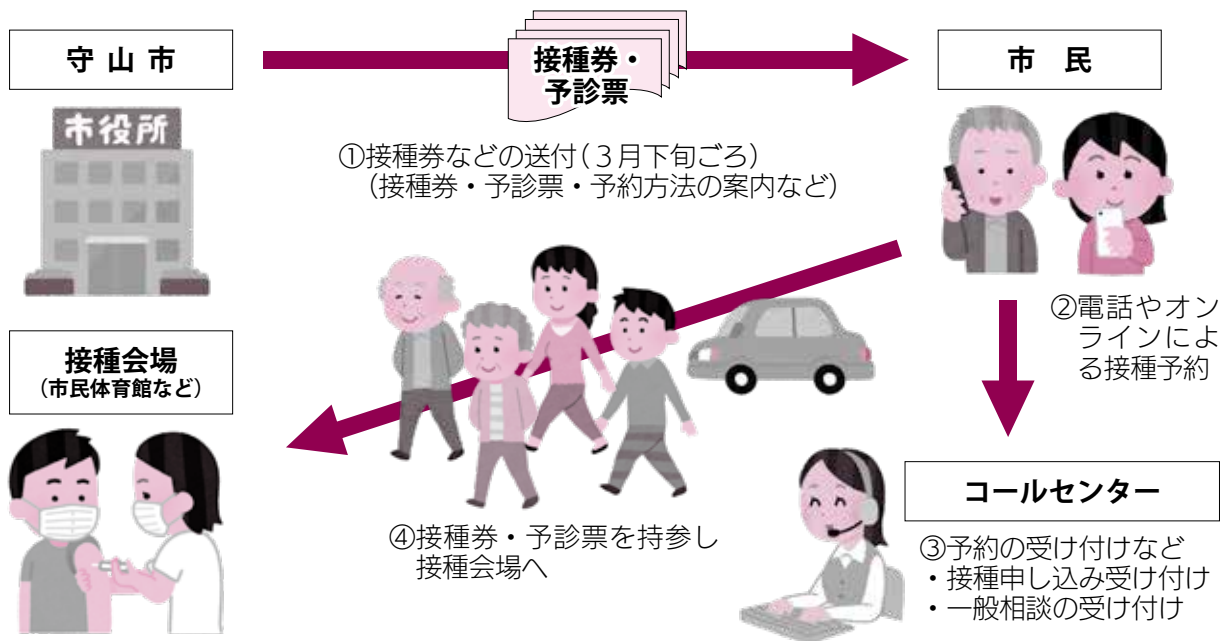 守山市
市役所
接種券・
予診票
市民
①接種券などの送付(３月下旬ごろ)
(接種券・予診票・予約方法の案内など)
②電話やオン
ラインによ
る接種予約
接種会場
(市民体育館など)
コールセンター
③予約の受け付けなど
・接種申し込み受け付け
・一般相談の受け付け
④接種券・予診票を持参し
接種会場へ